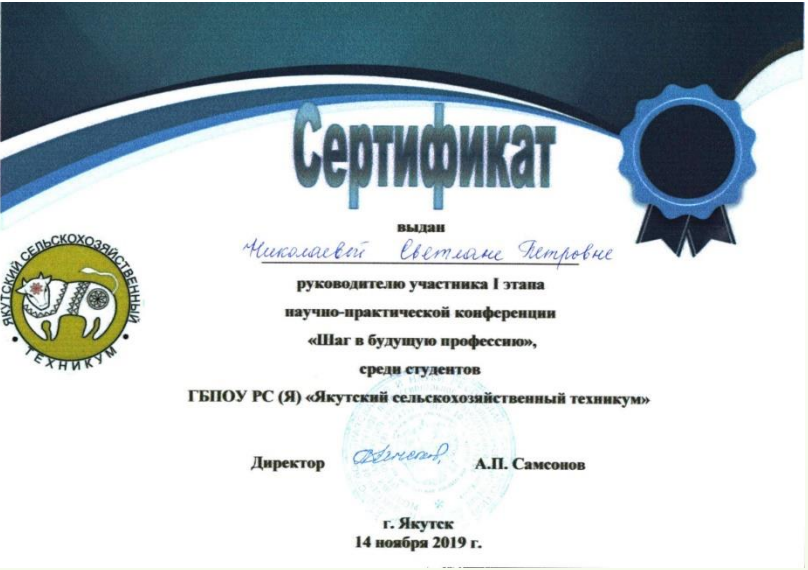 Сертификат
выдан
Николаевой Светлане Петровне
руководителю участника I этапа
научно-практической конференции
«Шаг в будущую профессию»,
среди студентов
ГБПОУ РС (Я) «Якутский сельскохозяйственный техникум»
ЯКУТСКИЙ СЕЛЬСКОХОЗЯЙСТВЕННЫЙ
• ТЕХНИКУМ •
Директор А.П. Самсонов
г. Якутск
14 ноября 2019 г.